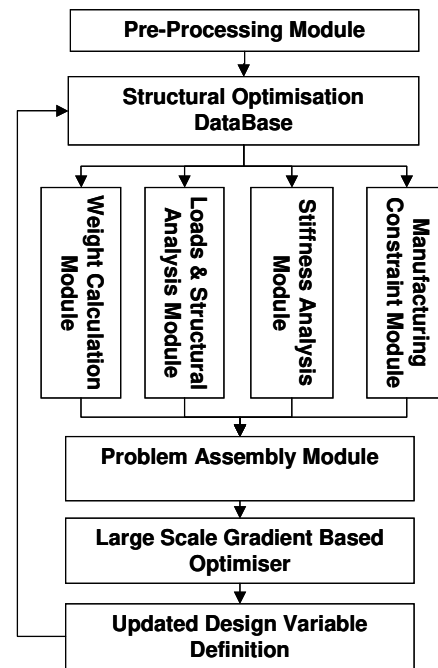 Pre-Processing Module
Structural Optimisation
DataBase
Weight Calculation
Module
Loads & Structural
Analysis Module
Stiffness Analysis
Module
Manufacturing
Constraint Module
Problem Assembly Module
Large Scale Gradient Based
Optimiser
Updated Design Variable
Definition